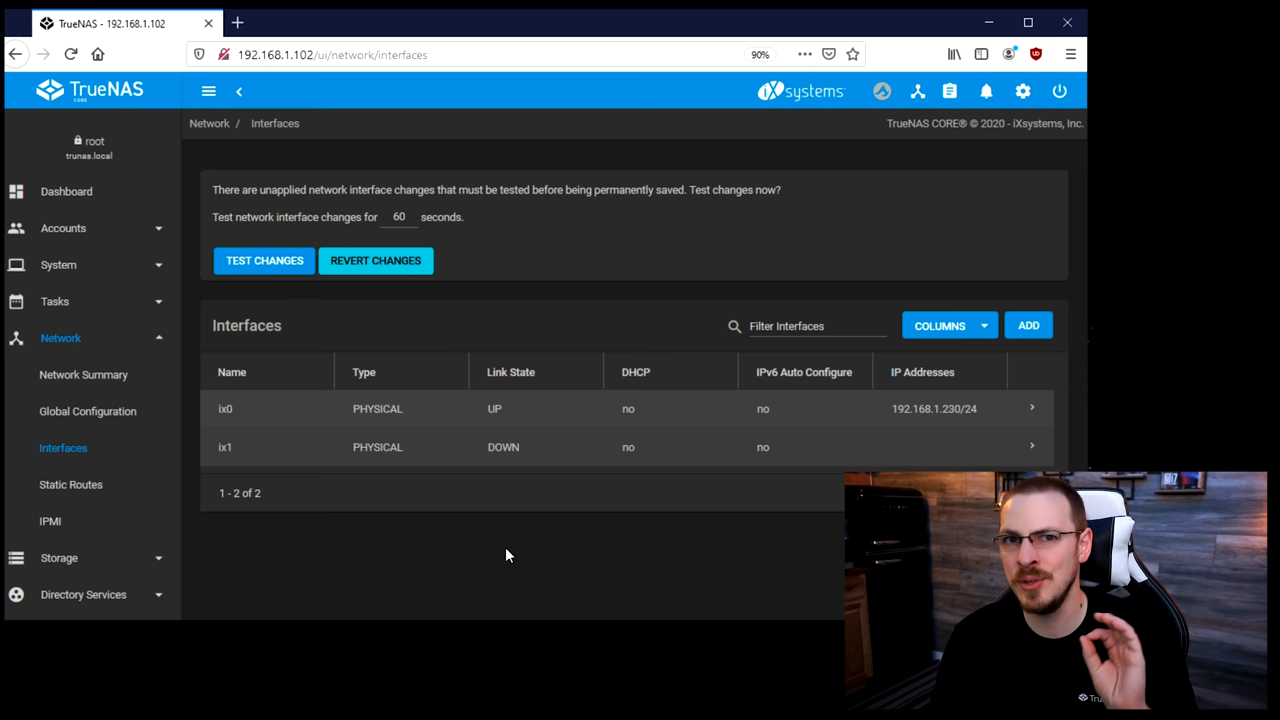 TrueNAS - 192.168.1.102
192.168.1.102/ui/network/interfaces
90%
TrueNAS
CORE
iXsystems
Network / Interfaces
TrueNAS CORE® © 2020 - iXsystems, Inc.
root
trunas.local
Dashboard
Accounts
System
Tasks
Network
Network Summary
Global Configuration
Interfaces
Static Routes
IPMI
Storage
Directory Services
There are unapplied network interface changes that must be tested before being permanently saved. Test changes now?
Test network interface changes for 60 seconds.
TEST CHANGES REVERT CHANGES
Interfaces
Filter Interfaces
COLUMNS
ADD
Name Type Link State DHCP IPv6 Auto Configure IP Addresses
ix0 PHYSICAL UP no no 192.168.1.230/24
ix1 PHYSICAL DOWN no no
1 - 2 of 2